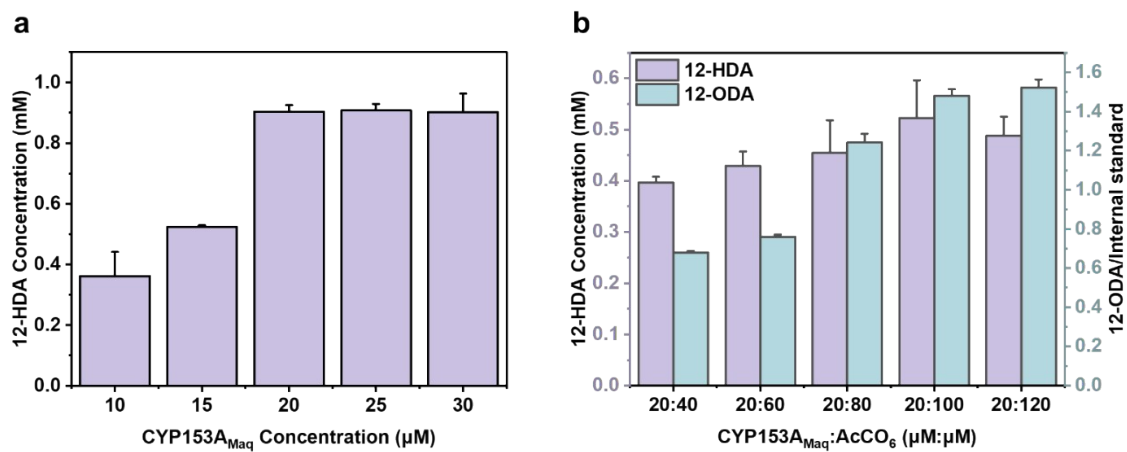 a
12-HDA Concentration (mM)
1.0
0.8
0.6
0.4
0.2
0.0
10 15 20 25 30
CYP153AMaq Concentration (µM)
b
12-HDA Concentration (mM)
0.6
0.5
0.4
0.3
0.2
0.1
0.0
12-HDA
12-ODA
1.6
1.4
1.2
1.0
0.8
0.6
0.4
0.2
0.0
12-ODA/Internal standard
20:40 20:60 20:80 20:100 20:120
CYP153AMaq:AcCO6 (µM:µM)